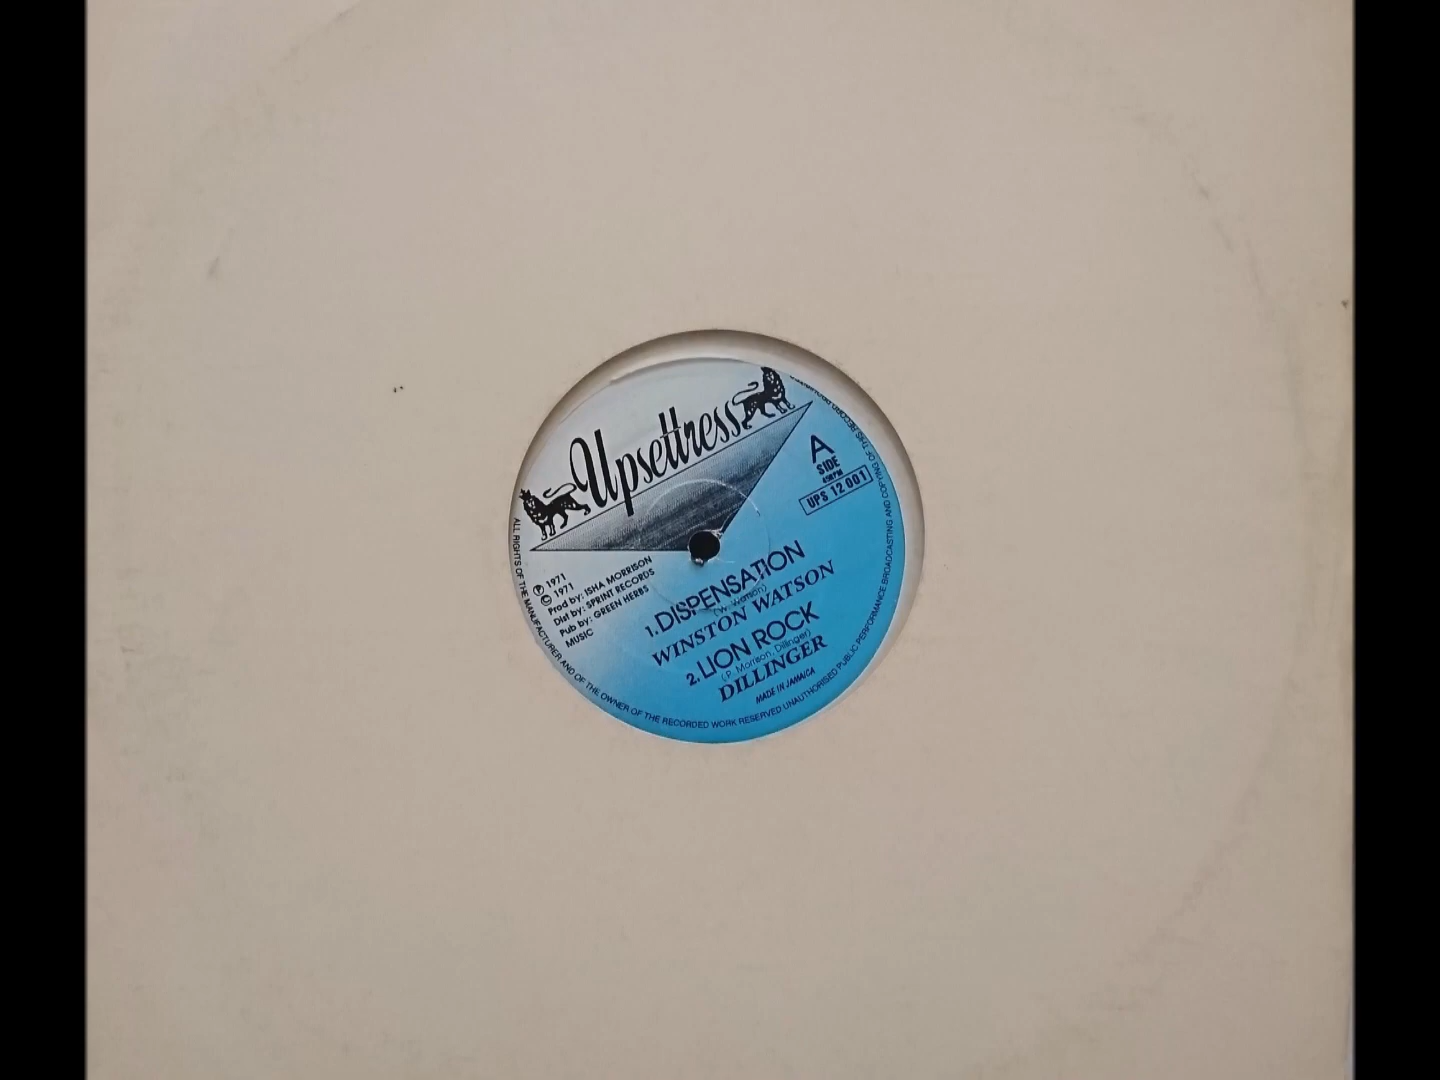 Upsettress
A
SIDE
45RPM
UPS 12 001
℗ 1971
© 1971
Prod by: ISHA MORRISON
Dist by: SPRINT RECORDS
Pub by: GREEN HERBS
MUSIC
1. DISPENSATION
(W. Watson)
WINSTON WATSON
2. LION ROCK
(P. Morrison, Dillinger)
DILLINGER
MADE IN JAMAICA
ALL RIGHTS OF THE MANUFACTURER AND OF THE OWNER OF THE RECORDED WORK RESERVED UNAUTHORISED PUBLIC PERFORMANCE BROADCASTING AND COPYING OF THIS RECORD